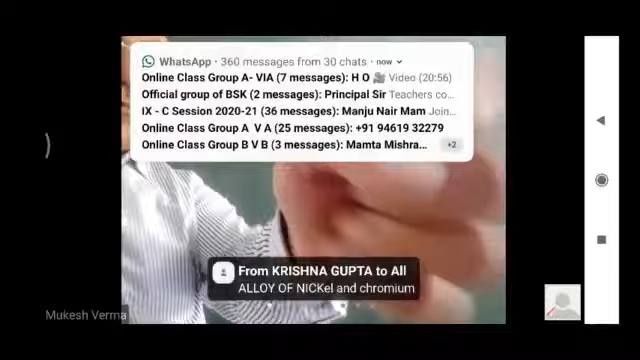 WhatsApp · 360 messages from 30 chats · now
Online Class Group A- VIA (7 messages): H O 🎥 Video (20:56)
Official group of BSK (2 messages): Principal Sir Teachers co...
IX - C Session 2020-21 (36 messages): Manju Nair Mam Join...
Online Class Group A V A (25 messages): +91 94619 32279
Online Class Group B V B (3 messages): Mamta Mishra...
+2
From KRISHNA GUPTA to All
ALLOY OF NICKel and chromium
Mukesh Verma